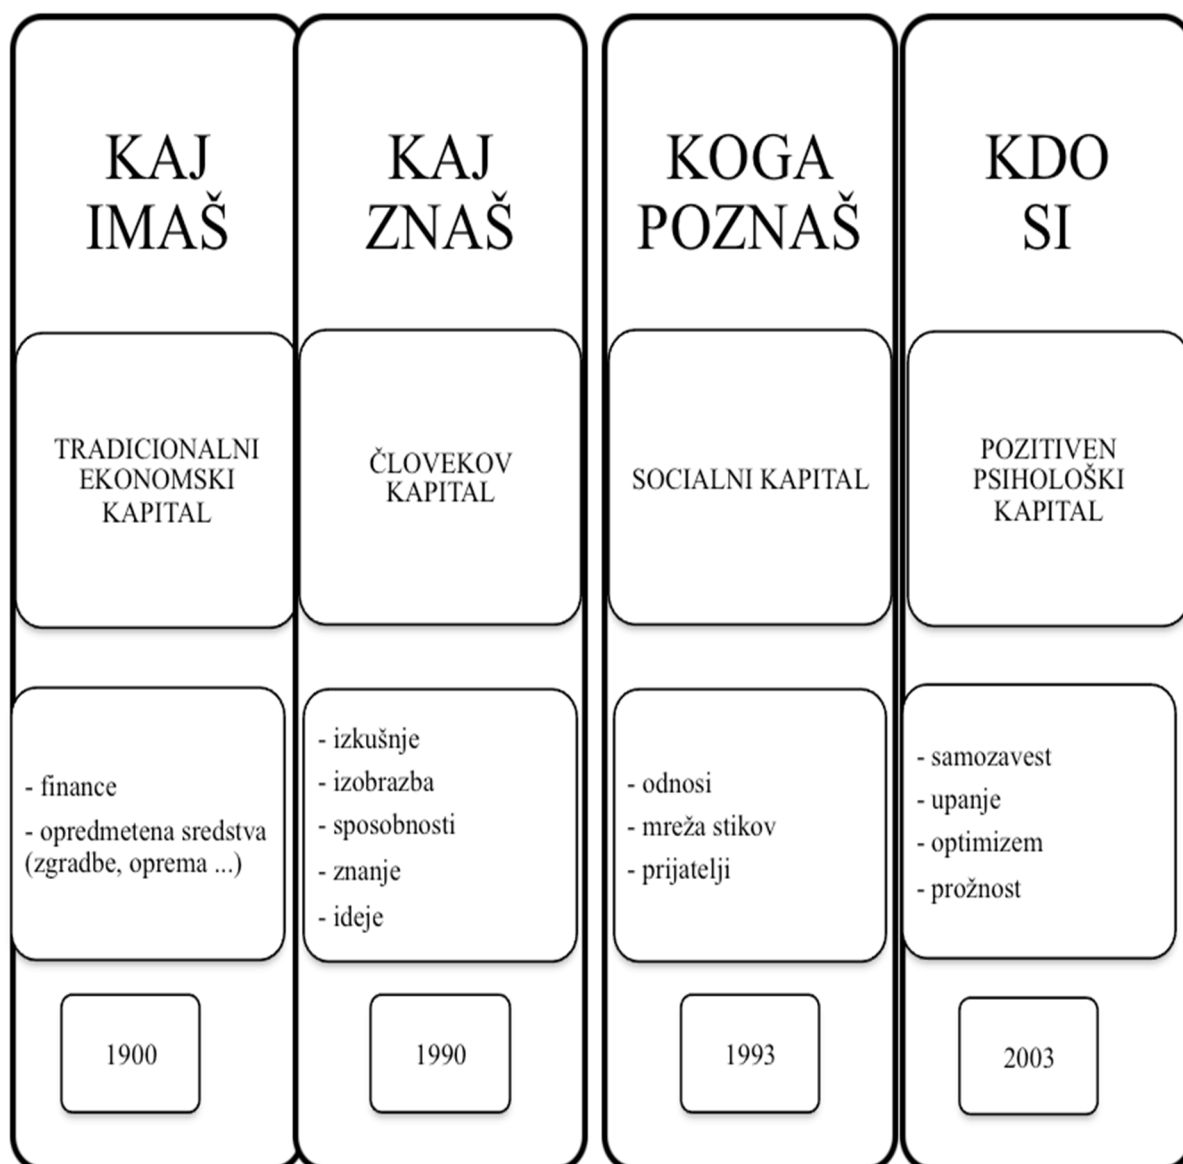 KAJ
IMAŠ
TRADICIONALNI
EKONOMSKI
KAPITAL
- finance
- opredmetena sredstva
(zgradbe, oprema ...)
1900
KAJ
ZNAŠ
ČLOVEKOV
KAPITAL
- izkušnje
- izobrazba
- sposobnosti
- znanje
- ideje
1990
KOGA
POZNAŠ
SOCIALNI KAPITAL
- odnosi
- mreža stikov
- prijatelji
1993
KDO
SI
POZITIVEN
PSIHOLOŠKI
KAPITAL
- samozavest
- upanje
- optimizem
- prožnost
2003